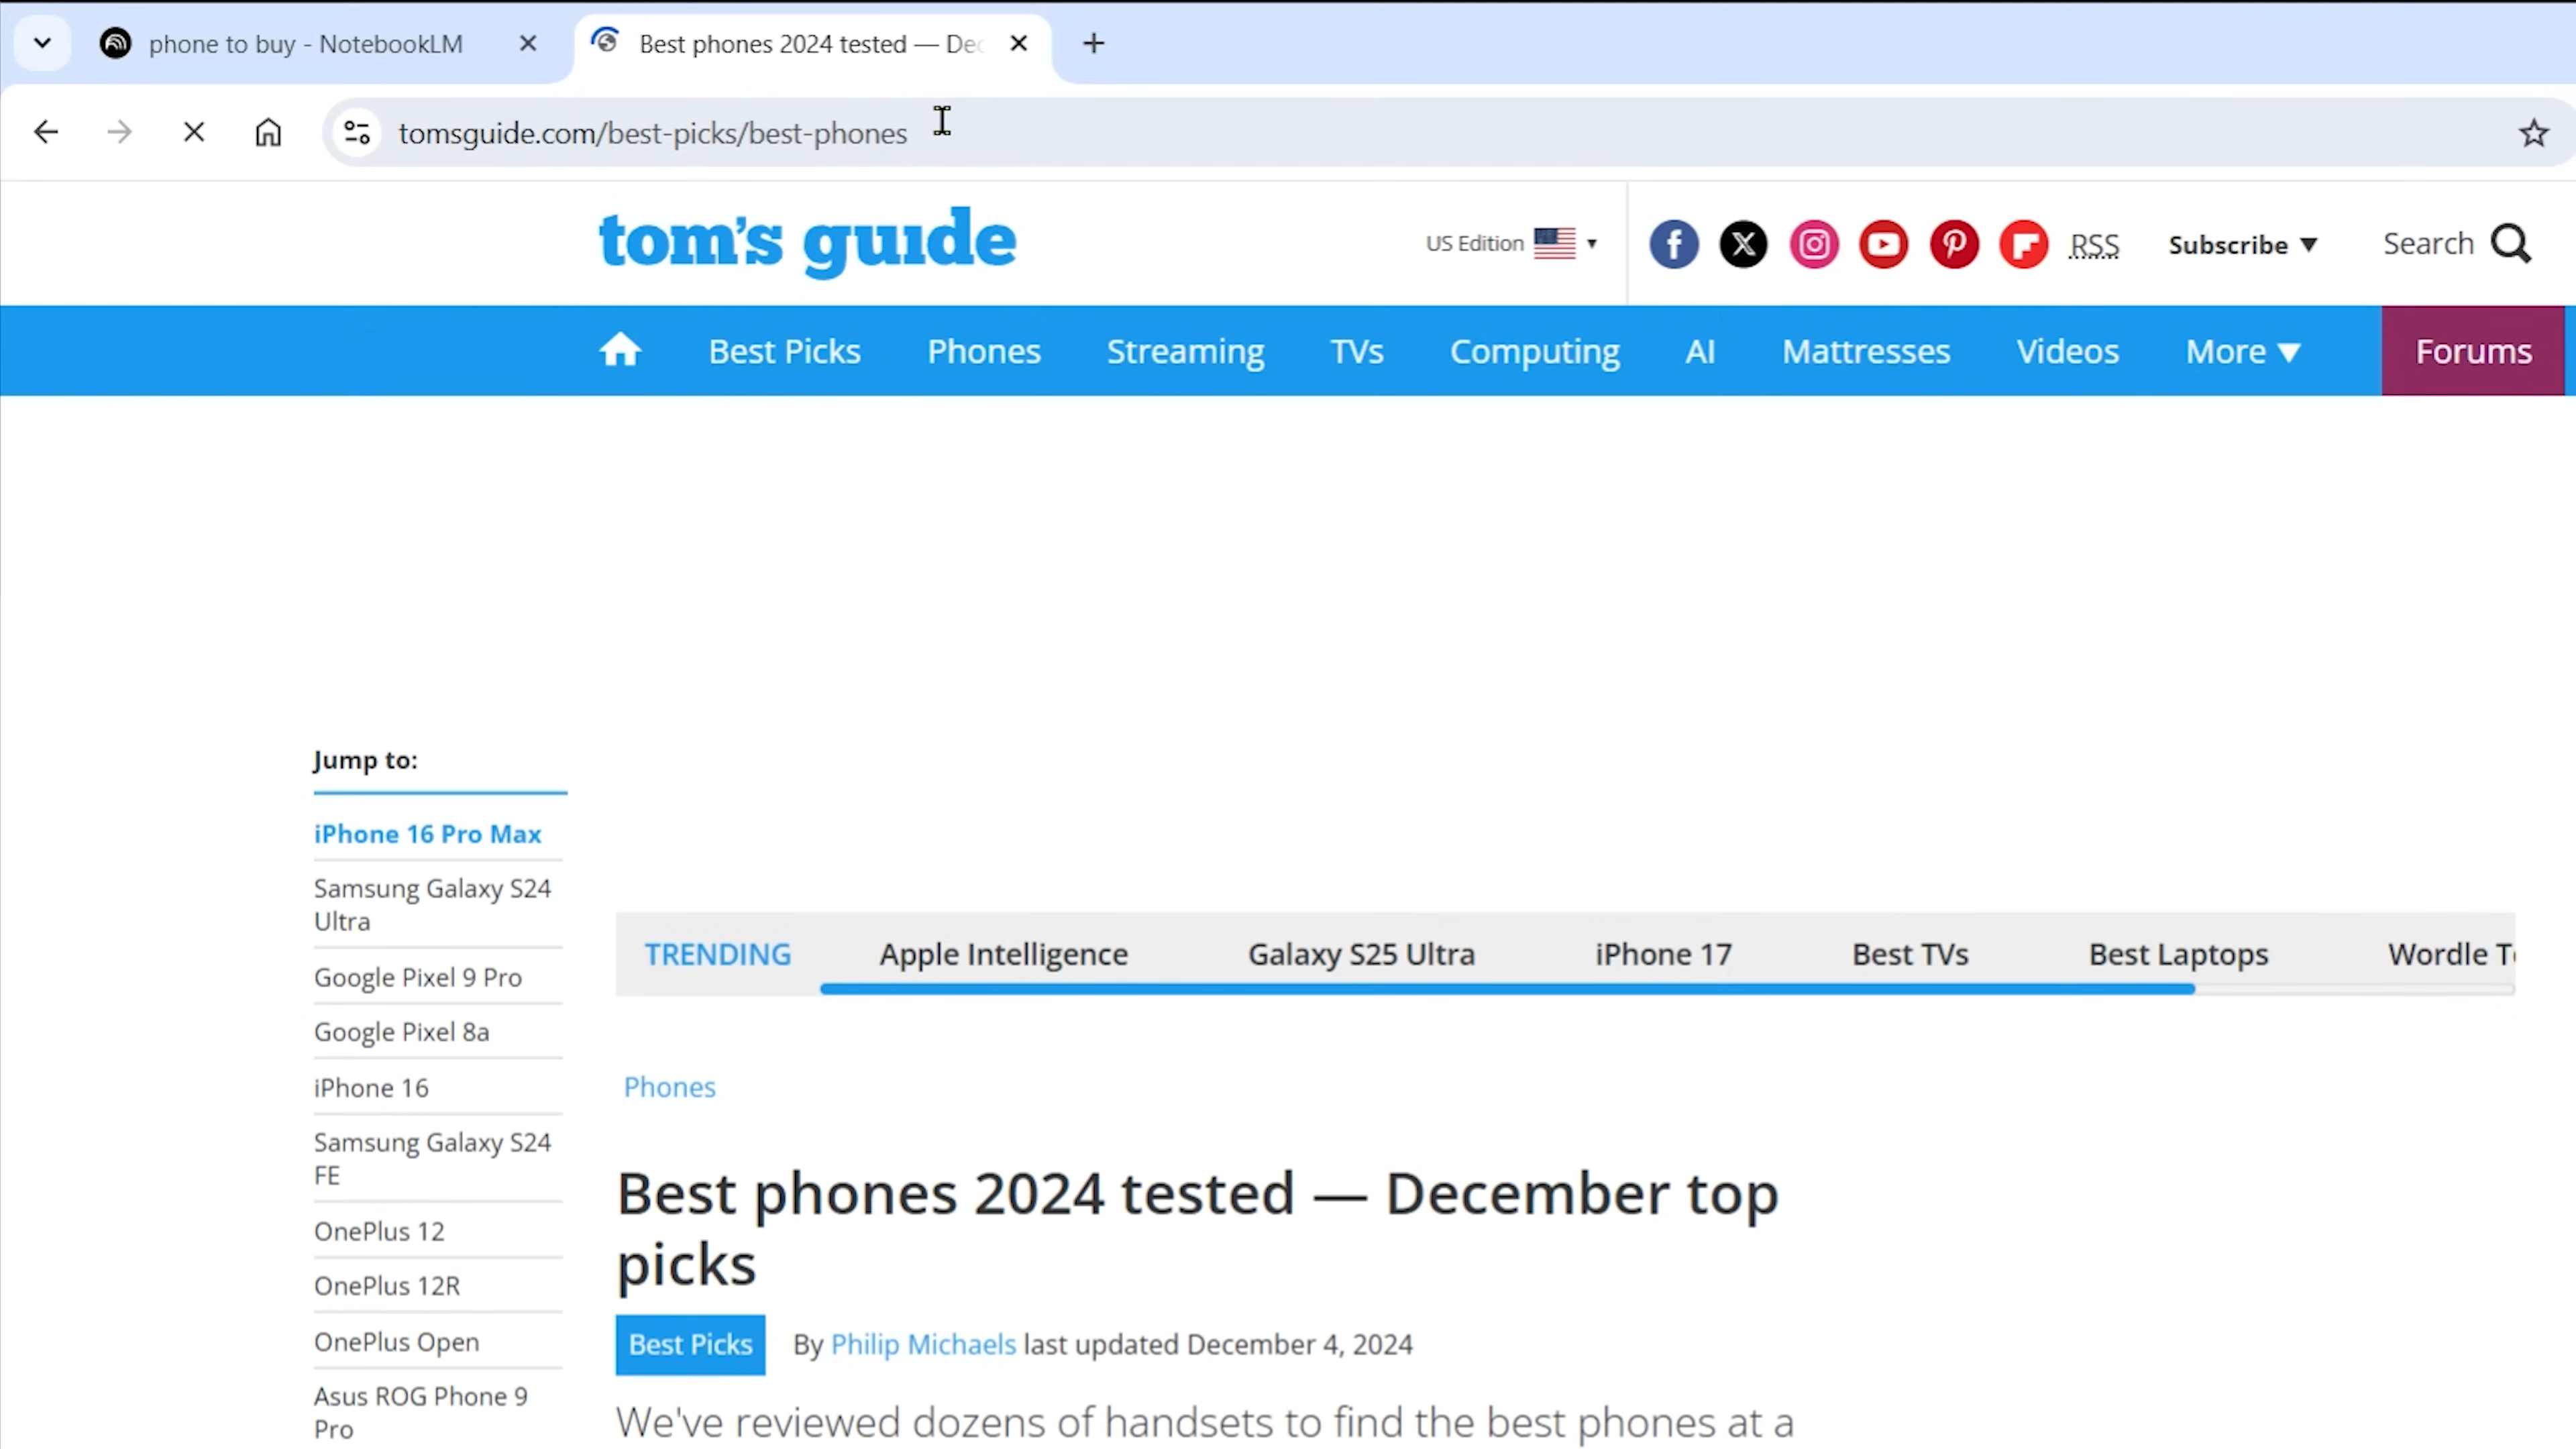 phone to buy - NotebookLM
Best phones 2024 tested — Dec
tomsguide.com/best-picks/best-phones
tom's guide
US Edition
RSS
Subscribe
Search
Best Picks
Phones
Streaming
TVs
Computing
AI
Mattresses
Videos
More
Forums
Jump to:
iPhone 16 Pro Max
Samsung Galaxy S24
Ultra
Google Pixel 9 Pro
Google Pixel 8a
iPhone 16
Samsung Galaxy S24
FE
OnePlus 12
OnePlus 12R
OnePlus Open
Asus ROG Phone 9
Pro
TRENDING
Apple Intelligence
Galaxy S25 Ultra
iPhone 17
Best TVs
Best Laptops
Wordle T
Phones
Best phones 2024 tested — December top
picks
Best Picks
By Philip Michaels last updated December 4, 2024
We've reviewed dozens of handsets to find the best phones at a